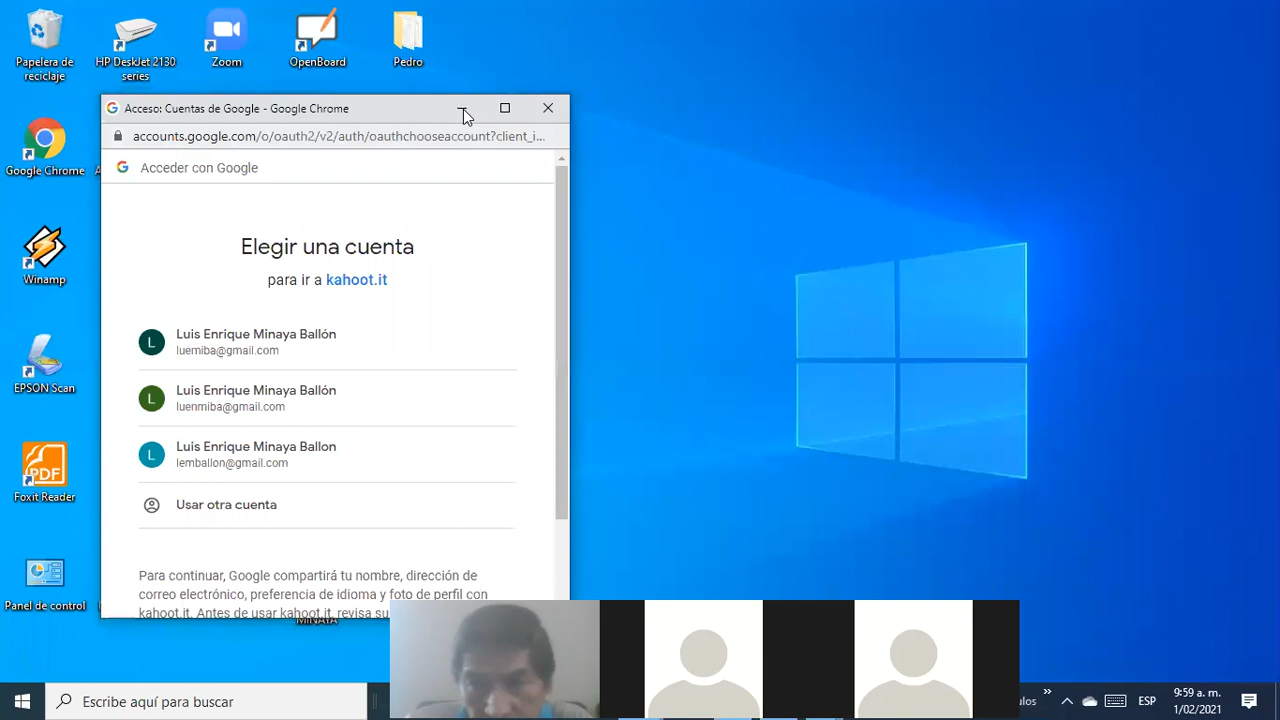 Papelera de
reciclaje
HP DeskJet 2130
series
Zoom
OpenBoard
Pedro
Google Chrome
Winamp
EPSON Scan
PDF
Foxit Reader
Panel de control
Acceso: Cuentas de Google - Google Chrome
accounts.google.com/o/oauth2/v2/auth/oauthchooseaccount?client_i...
Acceder con Google
Elegir una cuenta
para ir a kahoot.it
L
Luis Enrique Minaya Ballón
luemiba@gmail.com
L
Luis Enrique Minaya Ballón
luenmiba@gmail.com
L
Luis Enrique Minaya Ballon
lemballon@gmail.com
Usar otra cuenta
Para continuar, Google compartirá tu nombre, dirección de
correo electrónico, preferencia de idioma y foto de perfil con
kahoot.it. Antes de usar kahoot.it, revisa su
MINAYA
Escribe aquí para buscar
ulos
ESP
9:59 a. m.
1/02/2021